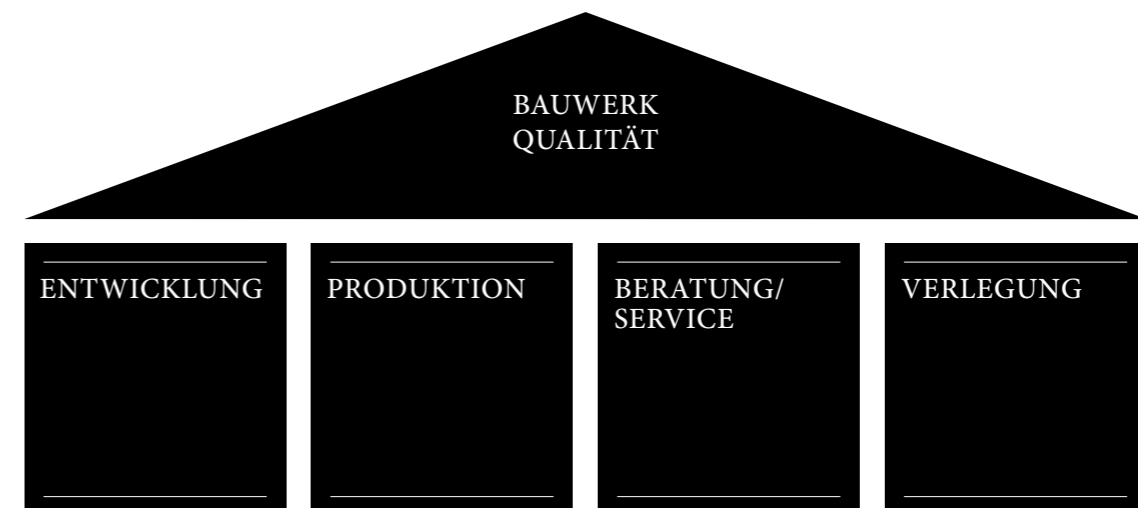 BAUWERK
QUALITÄT
ENTWICKLUNG
PRODUKTION
BERATUNG/
SERVICE
VERLEGUNG